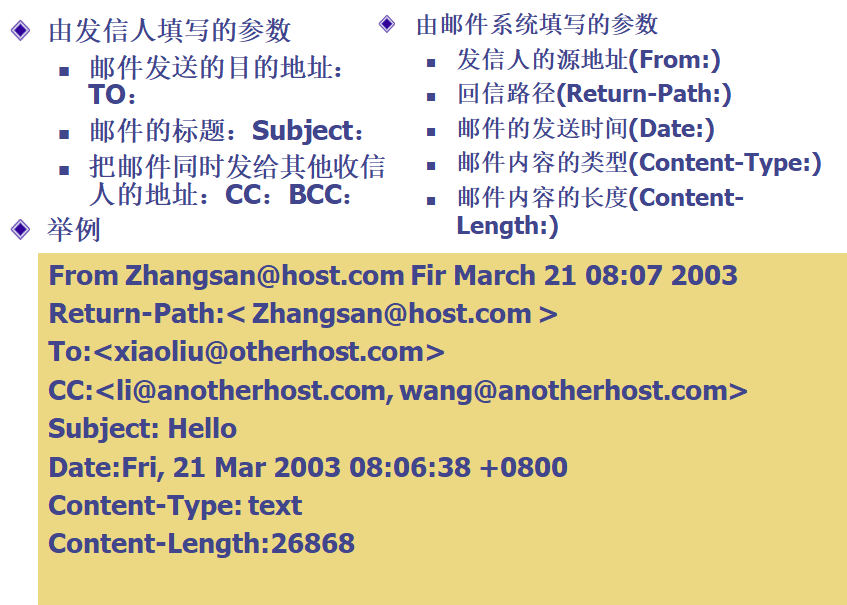 由发信人填写的参数
邮件发送的目的地址：
TO：
邮件的标题：Subject：
把邮件同时发给其他收信
人的地址：CC：BCC：
由邮件系统填写的参数
发信人的源地址(From:)
回信路径(Return-Path:)
邮件的发送时间(Date:)
邮件内容的类型(Content-Type:)
邮件内容的长度(Content-
Length:)
举例
From Zhangsan@host.com Fir March 21 08:07 2003
Return-Path:< Zhangsan@host.com >
To:<xiaoliu@otherhost.com>
CC:<li@anotherhost.com, wang@anotherhost.com>
Subject: Hello
Date:Fri, 21 Mar 2003 08:06:38 +0800
Content-Type: text
Content-Length:26868